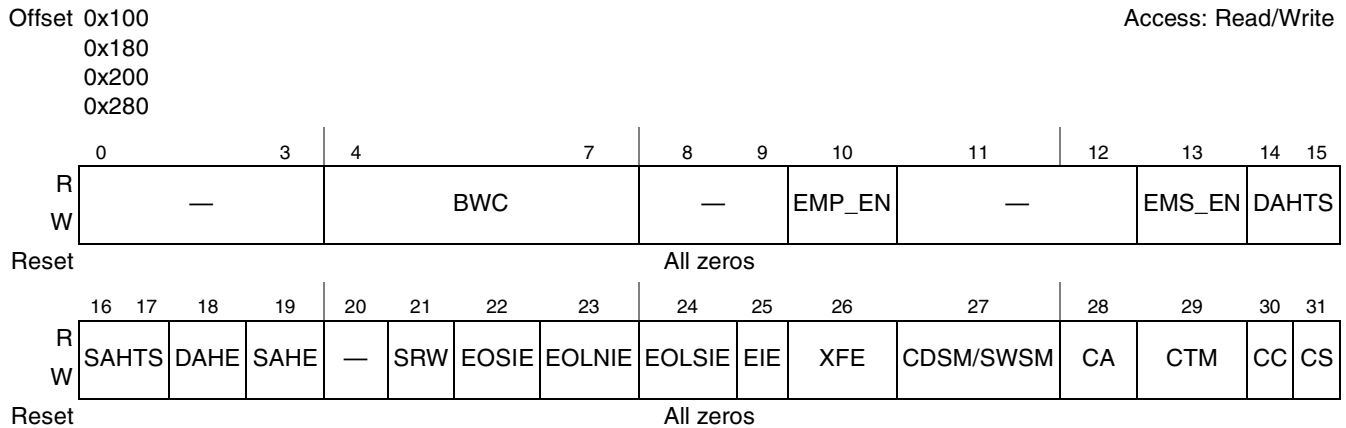 Offset 0x100 Access: Read/Write
0x180
0x200
0x280
0 3 4 7 8 9 10 11 12 13 14 15
R
— BWC — EMP_EN — EMS_EN DAHTS
W
Reset All zeros
16 17 18 19 20 21 22 23 24 25 26 27 28 29 30 31
R
SAHTS DAHE SAHE — SRW EOSIE EOLNIE EOLSIE EIE XFE CDSM/SWSM CA CTM CC CS
W
Reset All zeros